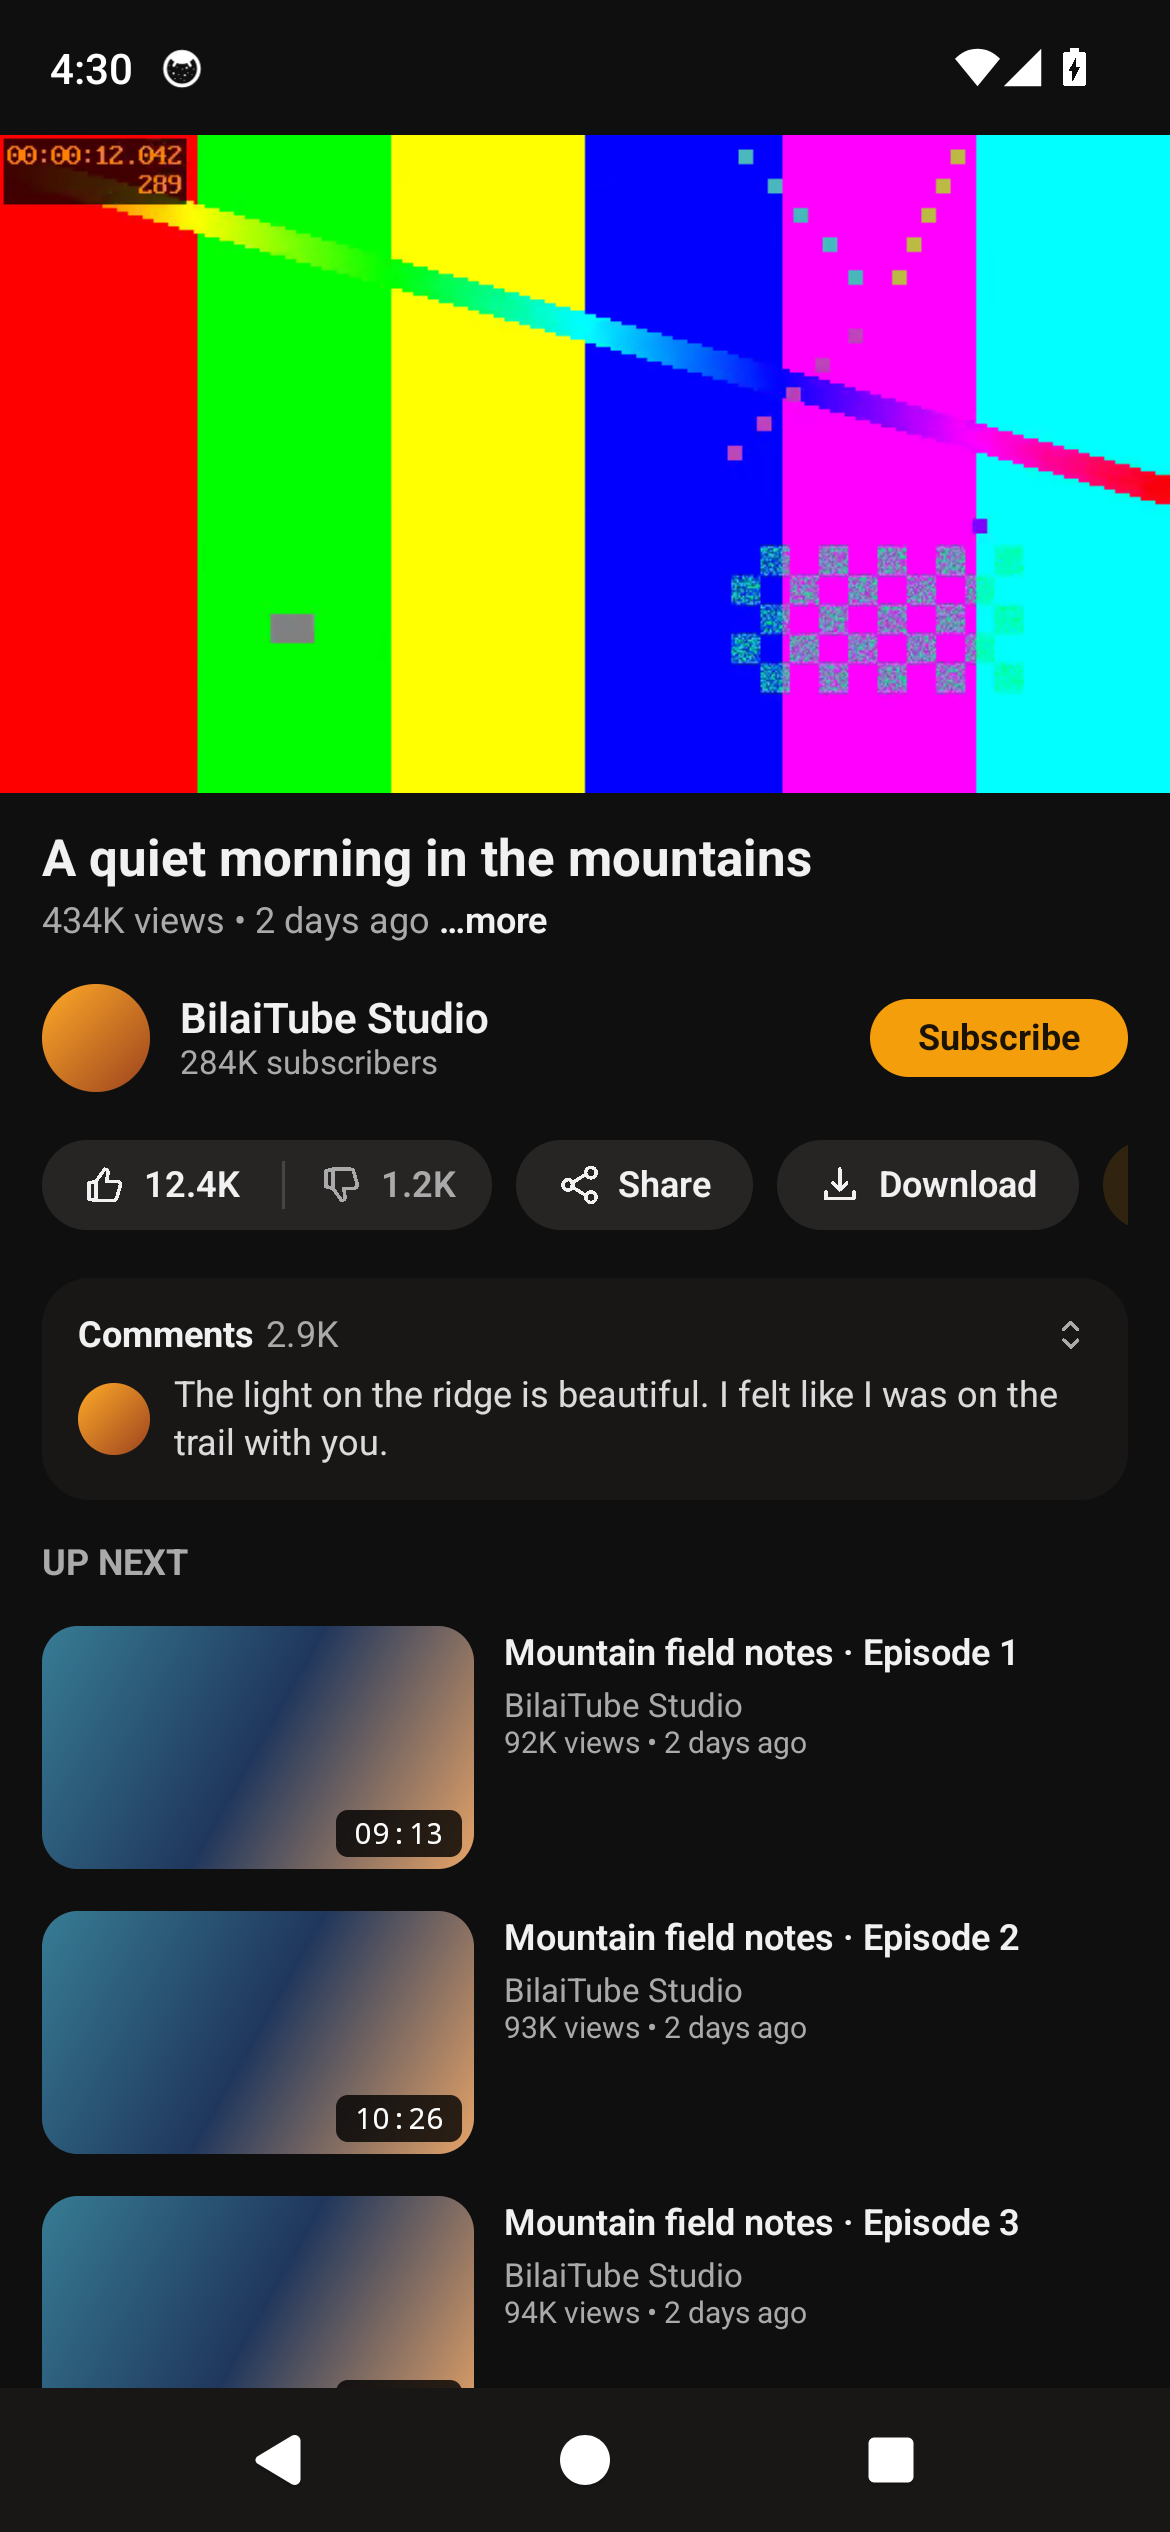 4:30
00:00:12.042
289
A quiet morning in the mountains
434K views • 2 days ago ...more
BilaiTube Studio
284K subscribers
Subscribe
12.4K
1.2K
Share
Download
Comments 2.9K
The light on the ridge is beautiful. I felt like I was on the
trail with you.
UP NEXT
Mountain field notes · Episode 1
BilaiTube Studio
92K views • 2 days ago
09:13
Mountain field notes · Episode 2
BilaiTube Studio
93K views • 2 days ago
10:26
Mountain field notes · Episode 3
BilaiTube Studio
94K views • 2 days ago